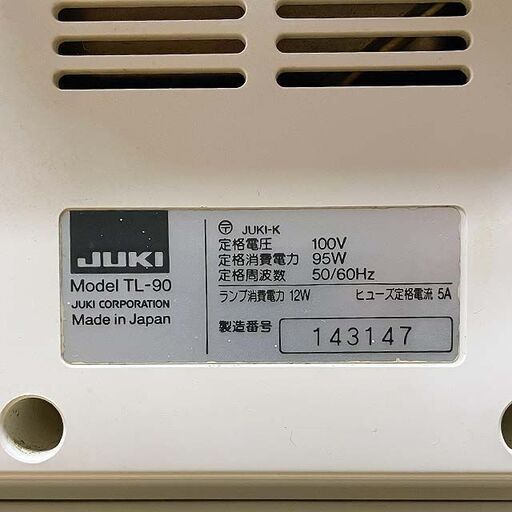 JUKI
Model TL-90
JUKI CORPORATION
Made in Japan
〒 JUKI-K
定格電圧 100V
定格消費電力 95W
定格周波数 50/60Hz
ランプ消費電力 12W ヒューズ定格電流 5A
製造番号 143147